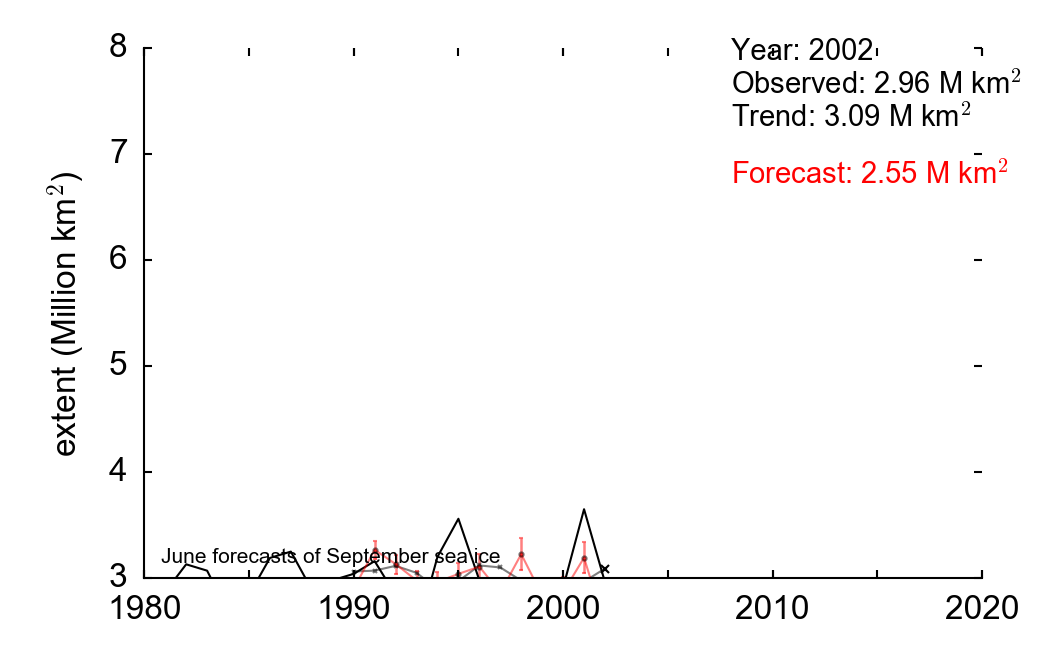 8
7
6
5
4
3
1980 1990 2000 2010 2020
extent (Million km²)
Year: 2002
Observed: 2.96 M km²
Trend: 3.09 M km²
Forecast: 2.55 M km²
June forecasts of September sea ice